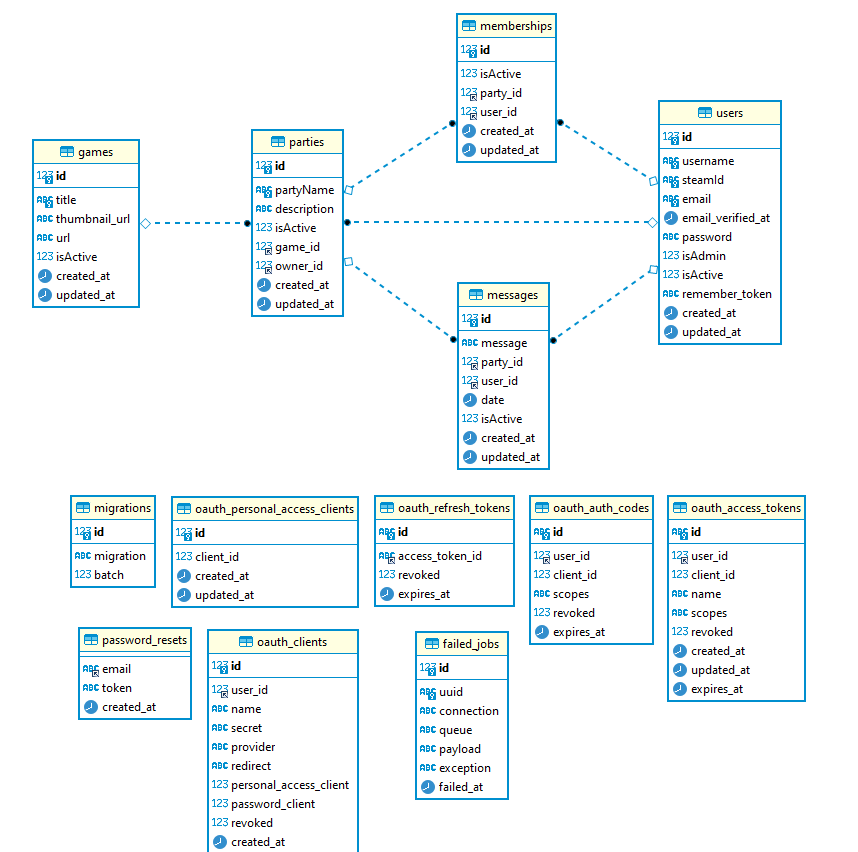 memberships
123 id
123 isActive
123 party_id
123 user_id
created_at
updated_at
users
123 id
ABC username
ABC steamId
ABC email
email_verified_at
ABC password
123 isAdmin
123 isActive
ABC remember_token
created_at
updated_at
games
123 id
ABC title
ABC thumbnail_url
ABC url
123 isActive
created_at
updated_at
parties
123 id
ABC partyName
ABC description
123 isActive
123 game_id
123 owner_id
created_at
updated_at
messages
123 id
ABC message
123 party_id
123 user_id
date
123 isActive
created_at
updated_at
migrations
123 id
ABC migration
123 batch
oauth_personal_access_clients
123 id
123 client_id
created_at
updated_at
oauth_refresh_tokens
ABC id
ABC access_token_id
123 revoked
expires_at
oauth_auth_codes
ABC id
123 user_id
123 client_id
ABC scopes
123 revoked
expires_at
oauth_access_tokens
ABC id
123 user_id
123 client_id
ABC name
ABC scopes
123 revoked
created_at
updated_at
expires_at
password_resets
ABC email
ABC token
created_at
oauth_clients
123 id
123 user_id
ABC name
ABC secret
ABC provider
ABC redirect
123 personal_access_client
123 password_client
123 revoked
created_at
failed_jobs
123 id
ABC uuid
ABC connection
ABC queue
ABC payload
ABC exception
failed_at